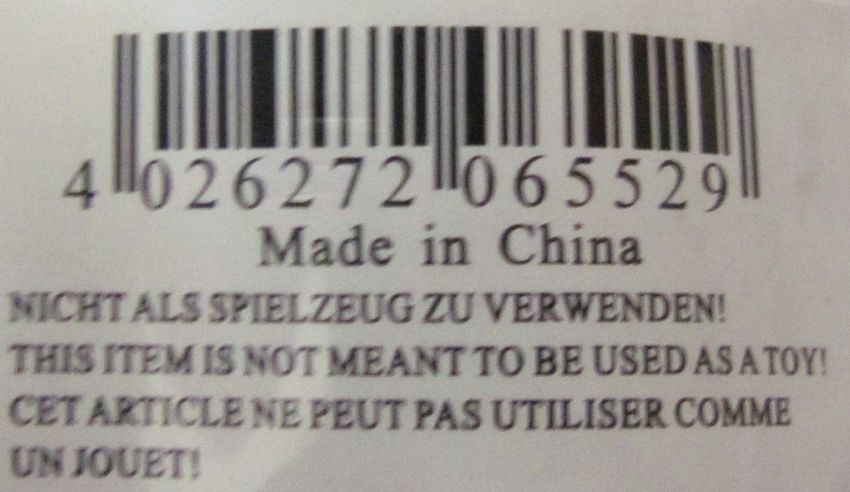 4 026272 065529
Made in China
NICHT ALS SPIELZEUG ZU VERWENDEN!
THIS ITEM IS NOT MEANT TO BE USED AS A TOY!
CET ARTICLE NE PEUT PAS UTILISER COMME
UN JOUET!